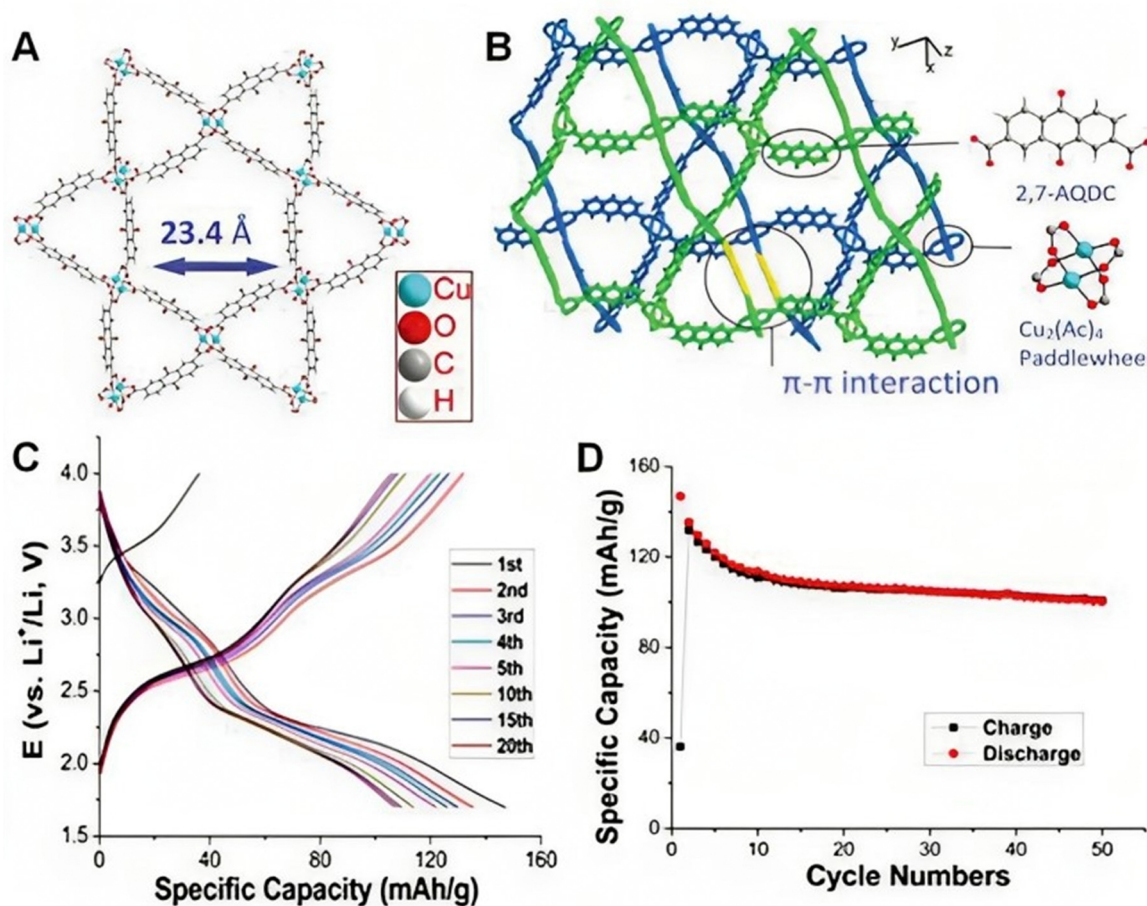 A
23.4 Å
Cu
O
C
H
B
y
z
x
2,7-AQDC
Cu₂(Ac)₄
Paddlewhee
π-π interaction
C
E (vs. Li⁺/Li, V)
4.0
3.5
3.0
2.5
2.0
1.5
0
40
80
120
160
Specific Capacity (mAh/g)
1st
2nd
3rd
4th
5th
10th
15th
20th
D
Specific Capacity (mAh/g)
160
120
80
40
0
0
10
20
30
40
50
Cycle Numbers
Charge
Discharge